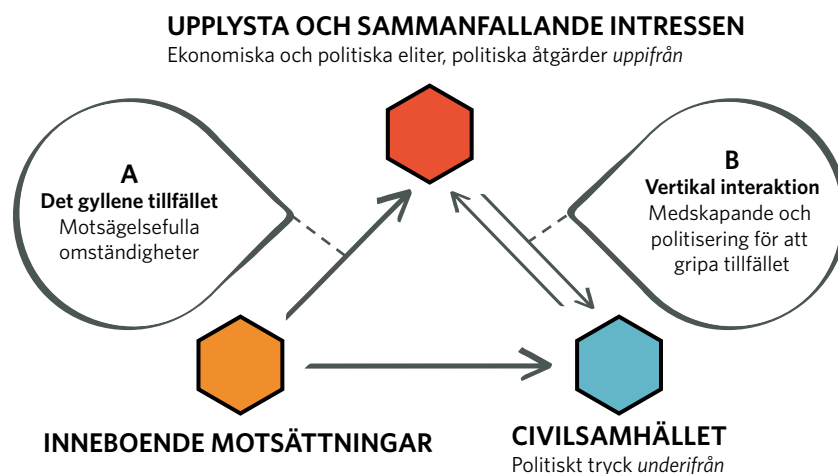 UPPLYSTA OCH SAMMANFALLANDE INTRESSEN
Ekonomiska och politiska eliter, politiska åtgärder uppifrån
A
Det gyllene tillfället
Motsägelsefulla
omständigheter
B
Vertikal interaktion
Medskapande och
politisering för att
gripa tillfället
INNEBOENDE MOTSÄTTNINGAR
CIVILSAMHÄLLET
Politiskt tryck underifrån